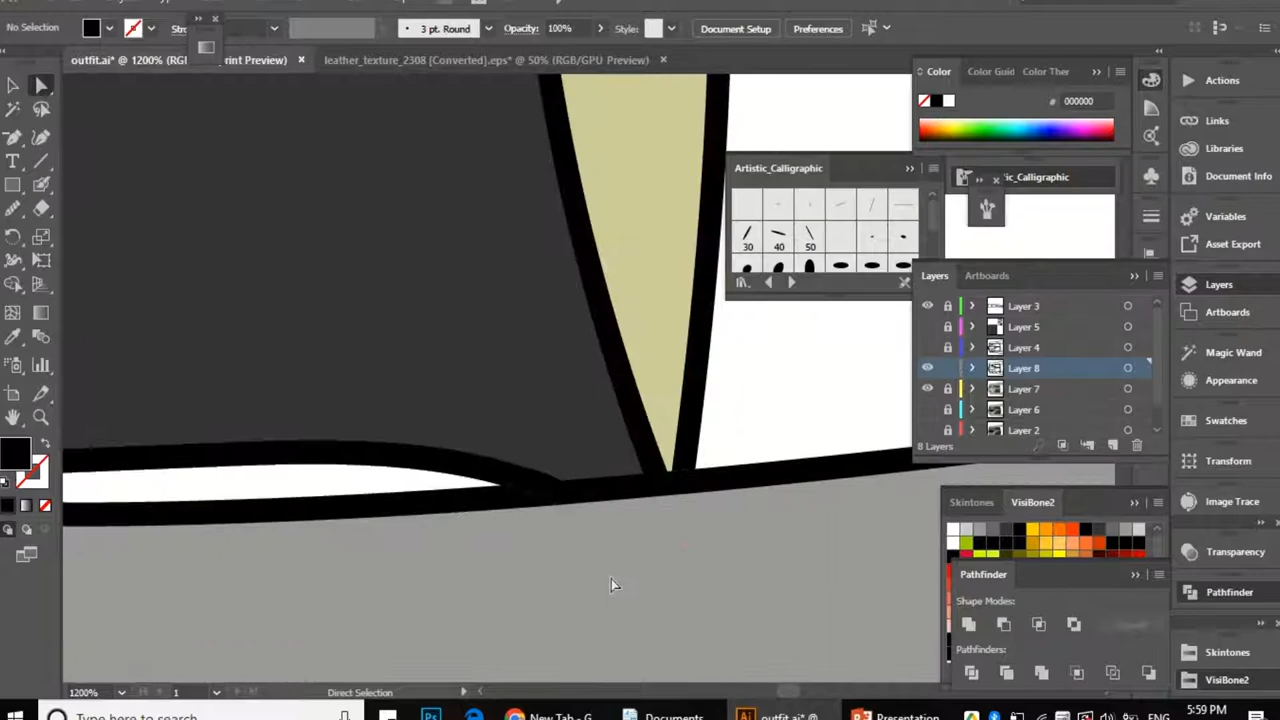 No Selection
Stro
3 pt. Round
Opacity:
100%
Style:
Document Setup
Preferences
outfit.ai* @ 1200% (RG
print Preview)
leather_texture_2308 [Converted].eps* @ 50% (RGB/GPU Preview)
Color
Color Guid
Color Ther
# 000000
Actions
Links
Libraries
Document Info
Variables
Asset Export
Layers
Artboards
Magic Wand
Appearance
Swatches
Transform
Image Trace
Transparency
Pathfinder
Skintones
VisiBone2
Artistic_Calligraphic
30
40
50
ic_Calligraphic
Layers
Artboards
Layer 3
Layer 5
Layer 4
Layer 8
Layer 7
Layer 6
Layer 2
8 Layers
Skintones
VisiBone2
Pathfinder
Shape Modes:
Pathfinders:
1200%
1
Direct Selection
Type here to search
New Tab - G
Documents
outfit.ai* @
Presentation
ENG
5:59 PM